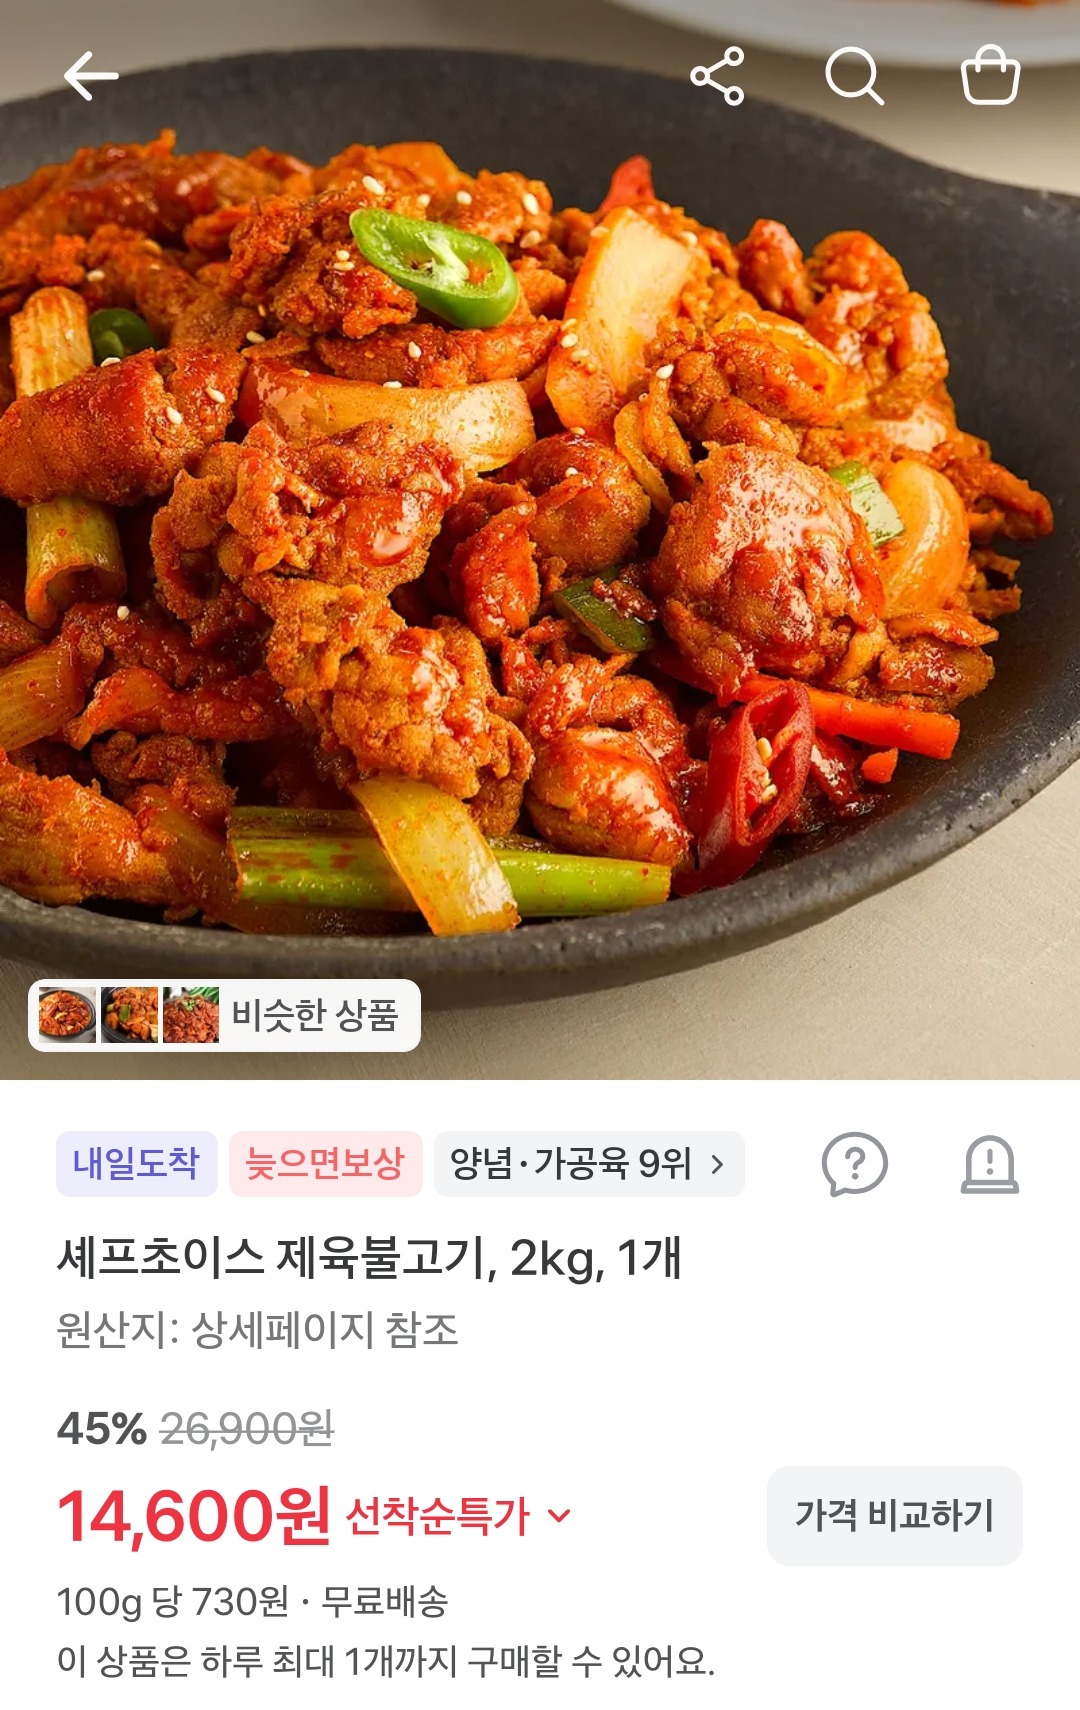 비슷한 상품
내일도착 늦으면보상 양념·가공육 9위
셰프초이스 제육불고기, 2kg, 1개
원산지: 상세페이지 참조
45% 26,900원
14,600원 선착순특가
가격 비교하기
100g 당 730원 · 무료배송
이 상품은 하루 최대 1개까지 구매할 수 있어요.